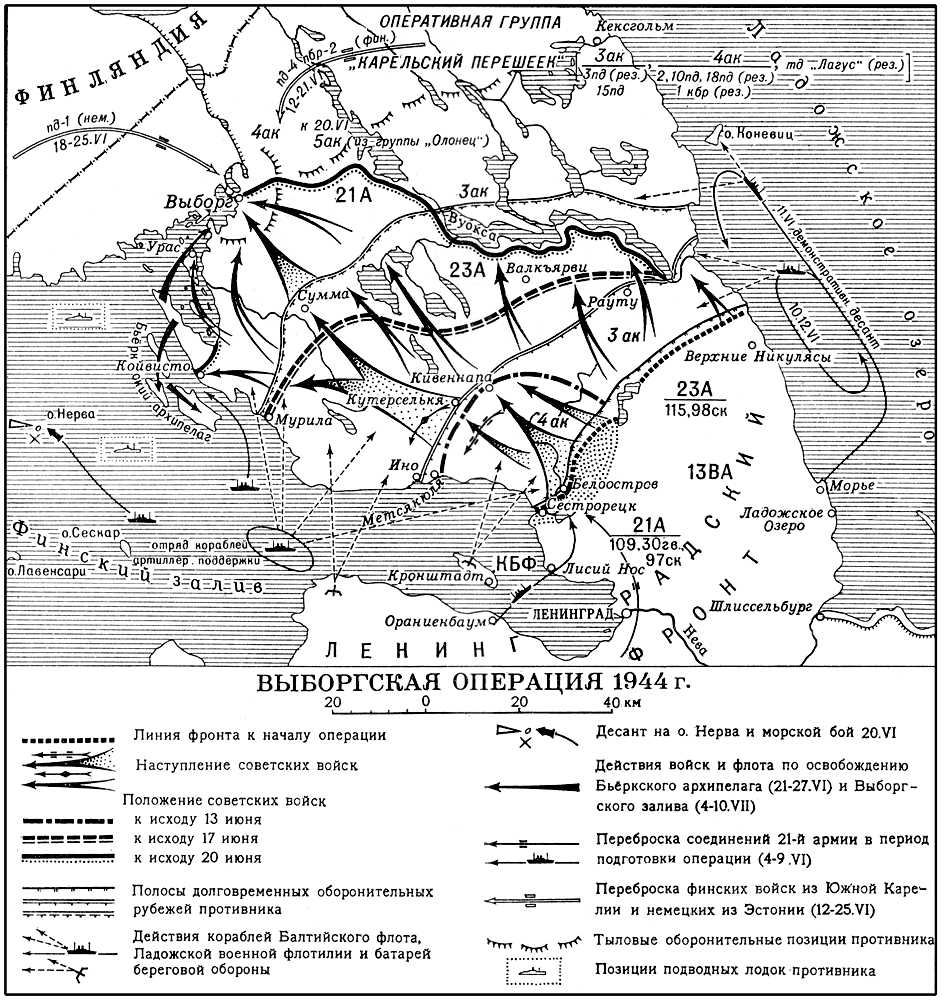 ФИНЛЯНДИЯ
ОПЕРАТИВНАЯ ГРУППА
„КАРЕЛЬСКИЙ ПЕРЕШЕЕК"
3ак
3пд (рез.)
15пд
4ак
2, 10пд, 18пд (рез.)
1 кбр (рез.)
, тд „Лагус" (рез.)
Кексгольм
Ладожское озеро
пд-4 пбр-2 (фин.)
12-21.VI
пд-1 (нем.)
18-25.VI
4ак
к 20.VI
5ак (из группы „Олонец")
о. Коневиц
Выборг
21А
3ак
Вуокса
11.VI демонстративн. десант
Урас
23А
Валкъярви
Сумма
Рауту
10.12.VI
3 ак
Бьёркский архипелаг
Койвисто
Верхние Никулясы
Кивеннапа
Кутерселькя
23А
115,98ск
о.Нерва
Мурила
4ак
Ино
Метсякюля
13ВА
Белоостров
Сестрорецк
Морье
Ладожское
Озеро
21А
109.30гв.,
97ск
Финский залив
о.Сескар
о.Лавенсари
отряд кораблей
артиллер. поддержки
КБФ
Кронштадт
Лисий Нос
Ораниенбаум
ЛЕНИНГРАД
Шлиссельбург
Нева
ЛЕНИНГРАДСКИЙ ФРОНТ
ВЫБОРГСКАЯ ОПЕРАЦИЯ 1944 г.
20 0 20 40 км
Линия фронта к началу операции
Наступление советских войск
Положение советских войск
к исходу 13 июня
к исходу 17 июня
к исходу 20 июня
Полосы долговременных оборонительных
рубежей противника
Действия кораблей Балтийского флота,
Ладожской военной флотилии и батарей
береговой обороны
Десант на о. Нерва и морской бой 20.VI
Действия войск и флота по освобождению
Бьёркского архипелага (21-27.VI) и Выборг-
ского залива (4-10.VII)
Переброска соединений 21-й армии в период
подготовки операции (4-9.VI)
Переброска финских войск из Южной Каре-
лии и немецких из Эстонии (12-25.VI)
Тыловые оборонительные позиции противника
Позиции подводных лодок противника